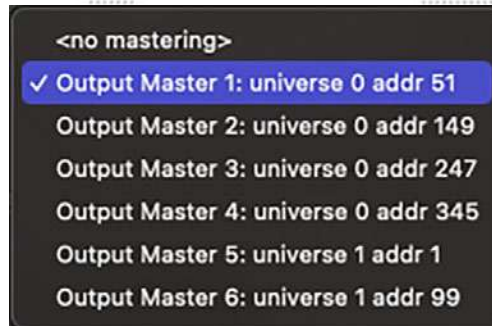 <no mastering>
✓ Output Master 1: universe 0 addr 51
Output Master 2: universe 0 addr 149
Output Master 3: universe 0 addr 247
Output Master 4: universe 0 addr 345
Output Master 5: universe 1 addr 1
Output Master 6: universe 1 addr 99